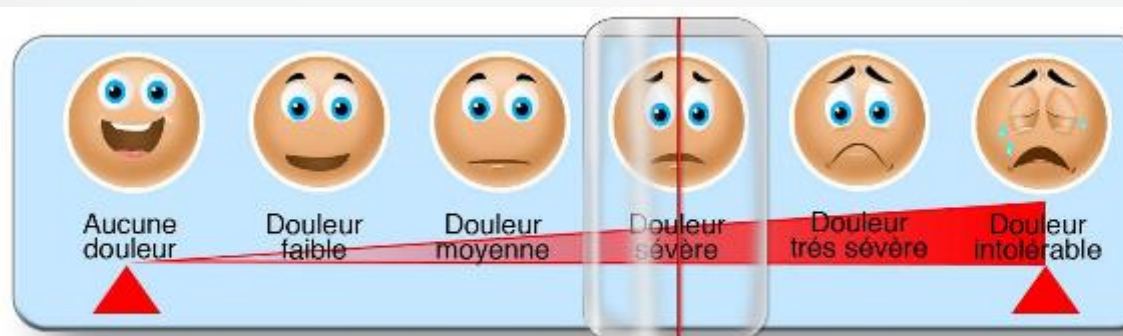 Aucune
douleur
Douleur
faible
Douleur
moyenne
Douleur
sévère
Douleur
trés sévère
Douleur
intolérable